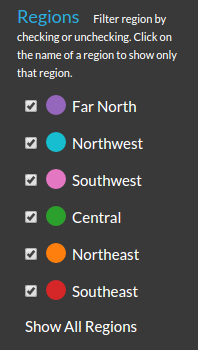 Regions Filter region by
checking or unchecking. Click on
the name of a region to show only
that region.
Far North
Northwest
Southwest
Central
Northeast
Southeast
Show All Regions